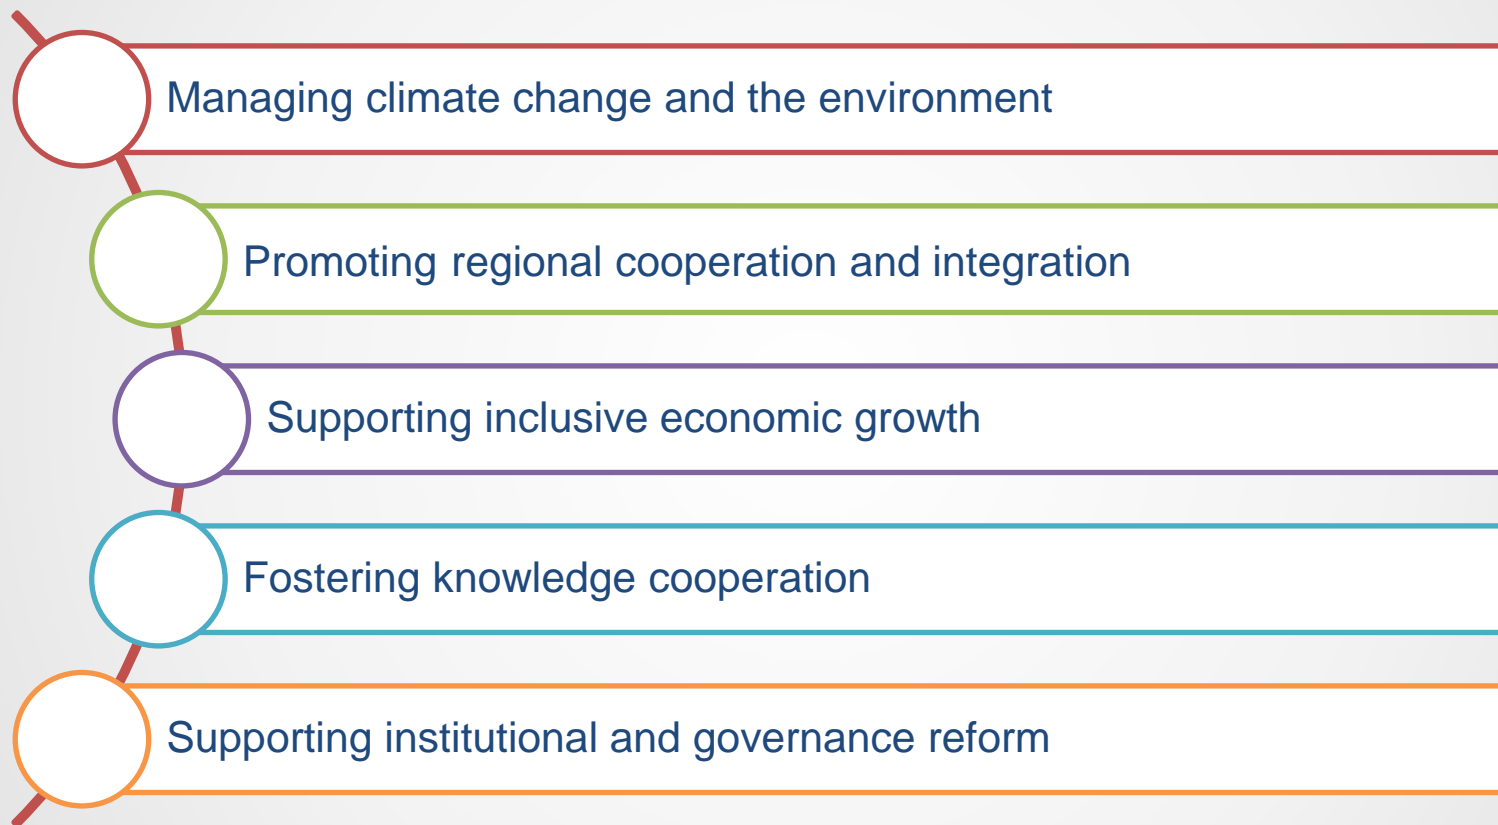 Managing climate change and the environment
Promoting regional cooperation and integration
Supporting inclusive economic growth
Fostering knowledge cooperation
Supporting institutional and governance reform